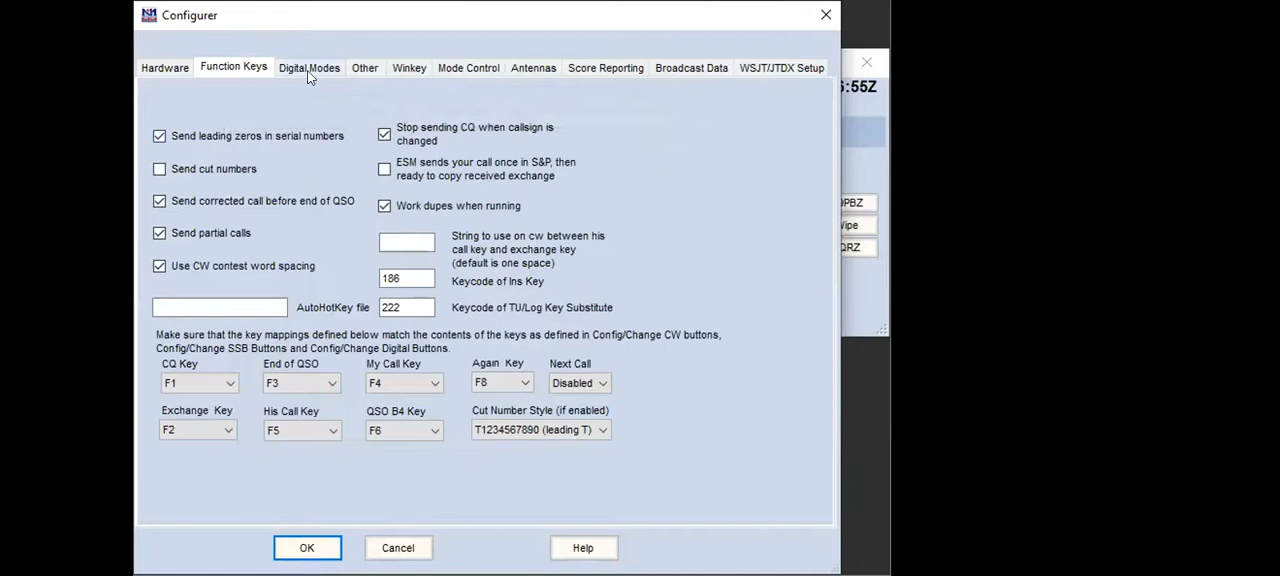 Configurer
Hardware Function Keys Digital Modes Other Winkey Mode Control Antennas Score Reporting Broadcast Data WSJT/JTDX Setup
6:55Z
Send leading zeros in serial numbers
Stop sending CQ when callsign is
changed
Send cut numbers
ESM sends your call once in S&P, then
ready to copy received exchange
Send corrected call before end of QSO
Work dupes when running
Send partial calls
String to use on cw between his
call key and exchange key
(default is one space)
Use CW contest word spacing
186 Keycode of Ins Key
AutoHotKey file 222 Keycode of TU/Log Key Substitute
Make sure that the key mappings defined below match the contents of the keys as defined in Config/Change CW buttons,
Config/Change SSB Buttons and Config/Change Digital Buttons.
CQ Key End of QSO My Call Key Again Key Next Call
F1 F3 F4 F8 Disabled
Exchange Key His Call Key QSO B4 Key Cut Number Style (if enabled)
F2 F5 F6 T1234567890 (leading T)
OK Cancel Help
9PBZ
Wipe
QRZ